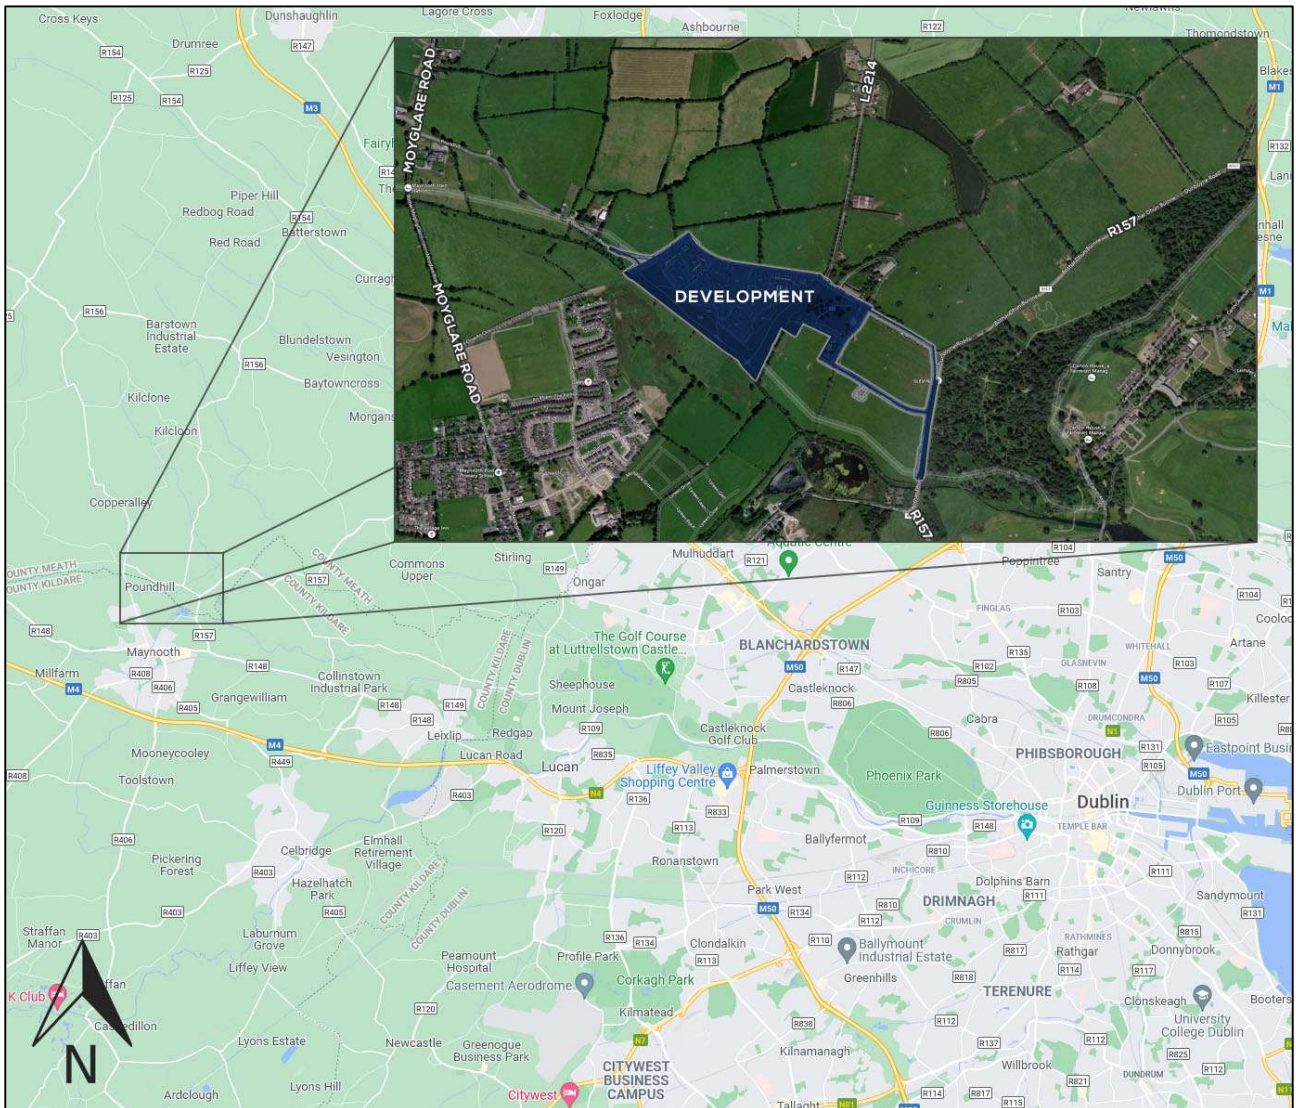 Cross Keys
Dunshaughlin
Lagore Cross
Foxlodge
Ashbourne
R122
Thomondstown
R154
Drumree
R147
R125
R125
R154
M3
M1
R132
MOYGLARE ROAD
L2214
R157
DEVELOPMENT
MOYGLARE ROAD
R157
Piper Hill
Redbog Road
R154
Batterstown
Red Road
R156
Barstown
Industrial
Estate
Blundelstown
Vesington
R156
Baytowncross
Kilclone
Kilcloon
Copperalley
M1
COUNTY MEATH
COUNTY KILDARE
Poundhill
COUNTY MEATH
COUNTY KILDARE
R157
Commons
Upper
Stirling
R149
Ongar
Mulhuddart
R121
Aquatic Centre
Poppintree
R104
Santry
M50
R104
R148
R157
Maynooth
R408
R406
R148
Millfarm
M4
R405
Grangewilliam
Collinstown
Industrial Park
R148
R149
R148
Leixlip
COUNTY KILDARE
COUNTY DUBLIN
The Golf Course
at Luttrellstown Castle...
Sheephouse
Mount Joseph
Redgap
R109
BLANCHARDSTOWN
M50
R147
Castleknock
R806
R805
FINGLAS
R103
R135
R102
R108
GLASNEVIN
WHITEHALL
R103
Artane
M50
R107
Killester
DRUMCONDRA
R105
Cabra
R806
N1
R131
R105
PHIBSBOROUGH
M50
Dublin Port
Castleknock
Golf Club
Mooneycooley
M4
R449
Lucan Road
Lucan
R835
N4
Liffey Valley
Shopping Centre
Palmerstown
Phoenix Park
Guinness Storehouse
Dublin
TEMPLE BAR
R408
Toolstown
R403
R136
R833
R109
R148
R406
Celbridge
Elmhall
Retirement
Village
R120
R113
Ballyfermot
R810
Pickering
Forest
R403
Hazelhatch
Park
Ronanstown
R112
INCHICORE
Dolphins Barn
R111
R111
Sandymount
R131
R403
R405
COUNTY KILDARE
COUNTY DUBLIN
Park West
M50
R134
R810
R112
DRIMNAGH
CRUMLIN
Straffan
Manor
R403
Laburnum
Grove
Liffey View
Peamount
Hospital
Profile Park
R136
R134
Clondalkin
R113
R110
Ballymount
Industrial Estate
R817
RATHMINES
Rathgar
R815
Donnybrook
R114
R117
K Club
Casement Aerodrome
Corkagh Park
Greenhills
R818
TERENURE
Clonskeagh
Kilmatead
University
College Dublin
R120
Newcastle
Lyons Estate
Greenogue
Business Park
N7
R838
R112
R112
R137
Kilnamanagh
Willbrook
R825
CITYWEST
BUSINESS
CAMPUS
R821
DUNDRUM
Ardclough
Lyons Hill
Citywest
Tallaght
N81
R114
R817
R115
R113
N